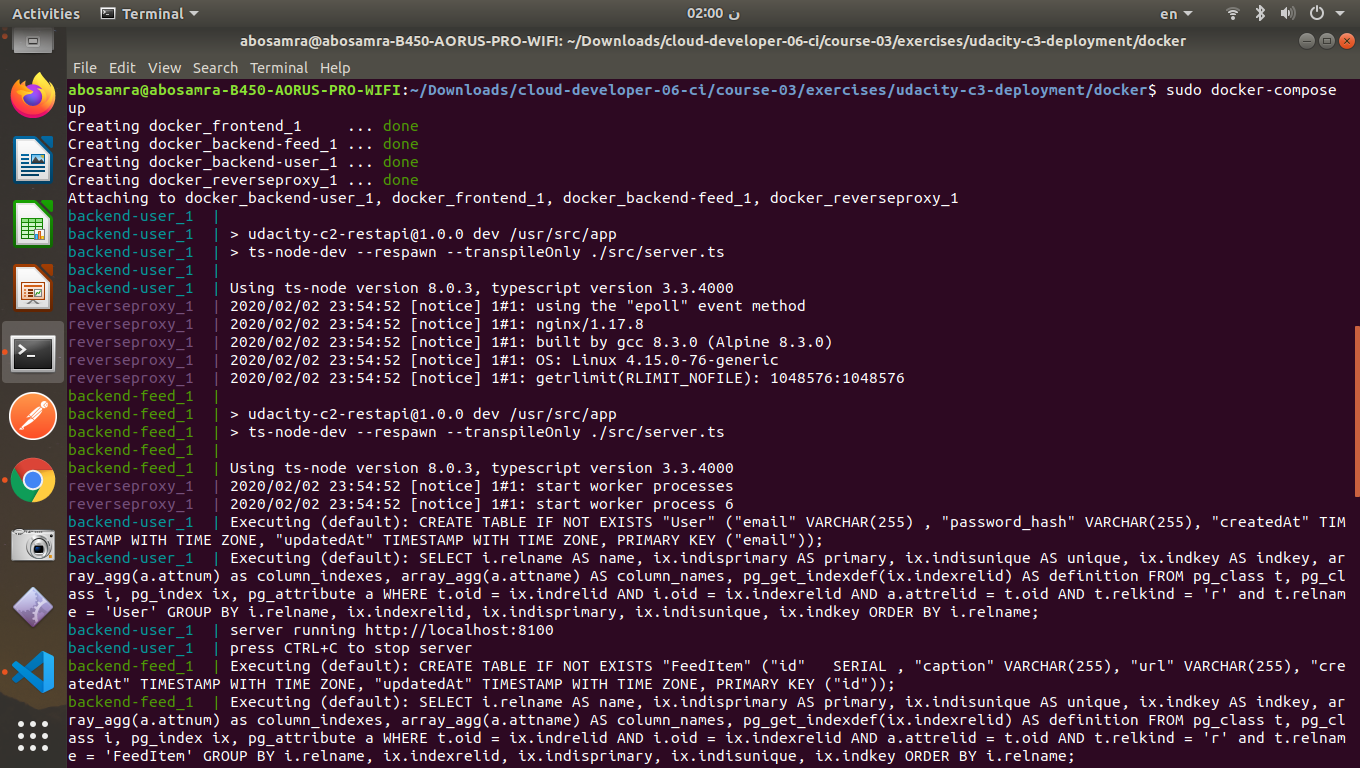 Activities Terminal 02:00 ن en
abosamra@abosamra-B450-AORUS-PRO-WIFI: ~/Downloads/cloud-developer-06-ci/course-03/exercises/udacity-c3-deployment/docker
File Edit View Search Terminal Help
abosamra@abosamra-B450-AORUS-PRO-WIFI:~/Downloads/cloud-developer-06-ci/course-03/exercises/udacity-c3-deployment/docker$ sudo docker-compose
up
Creating docker_frontend_1     ... done
Creating docker_backend-feed_1 ... done
Creating docker_backend-user_1 ... done
Creating docker_reverseproxy_1 ... done
Attaching to docker_backend-user_1, docker_frontend_1, docker_backend-feed_1, docker_reverseproxy_1
backend-user_1  |
backend-user_1  | > udacity-c2-restapi@1.0.0 dev /usr/src/app
backend-user_1  | > ts-node-dev --respawn --transpileOnly ./src/server.ts
backend-user_1  |
backend-user_1  | Using ts-node version 8.0.3, typescript version 3.3.4000
reverseproxy_1  | 2020/02/02 23:54:52 [notice] 1#1: using the "epoll" event method
reverseproxy_1  | 2020/02/02 23:54:52 [notice] 1#1: nginx/1.17.8
reverseproxy_1  | 2020/02/02 23:54:52 [notice] 1#1: built by gcc 8.3.0 (Alpine 8.3.0)
reverseproxy_1  | 2020/02/02 23:54:52 [notice] 1#1: OS: Linux 4.15.0-76-generic
reverseproxy_1  | 2020/02/02 23:54:52 [notice] 1#1: getrlimit(RLIMIT_NOFILE): 1048576:1048576
backend-feed_1  |
backend-feed_1  | > udacity-c2-restapi@1.0.0 dev /usr/src/app
backend-feed_1  | > ts-node-dev --respawn --transpileOnly ./src/server.ts
backend-feed_1  |
backend-feed_1  | Using ts-node version 8.0.3, typescript version 3.3.4000
reverseproxy_1  | 2020/02/02 23:54:52 [notice] 1#1: start worker processes
reverseproxy_1  | 2020/02/02 23:54:52 [notice] 1#1: start worker process 6
backend-user_1  | Executing (default): CREATE TABLE IF NOT EXISTS "User" ("email" VARCHAR(255) , "password_hash" VARCHAR(255), "createdAt" TIM
ESTAMP WITH TIME ZONE, "updatedAt" TIMESTAMP WITH TIME ZONE, PRIMARY KEY ("email"));
backend-user_1  | Executing (default): SELECT i.relname AS name, ix.indisprimary AS primary, ix.indisunique AS unique, ix.indkey AS indkey, ar
ray_agg(a.attnum) as column_indexes, array_agg(a.attname) AS column_names, pg_get_indexdef(ix.indexrelid) AS definition FROM pg_class t, pg_cl
ass i, pg_index ix, pg_attribute a WHERE t.oid = ix.indrelid AND i.oid = ix.indexrelid AND a.attrelid = t.oid AND t.relkind = 'r' and t.relnam
e = 'User' GROUP BY i.relname, ix.indexrelid, ix.indisprimary, ix.indisunique, ix.indkey ORDER BY i.relname;
backend-user_1  | server running http://localhost:8100
backend-user_1  | press CTRL+C to stop server
backend-feed_1  | Executing (default): CREATE TABLE IF NOT EXISTS "FeedItem" ("id"   SERIAL , "caption" VARCHAR(255), "url" VARCHAR(255), "cre
atedAt" TIMESTAMP WITH TIME ZONE, "updatedAt" TIMESTAMP WITH TIME ZONE, PRIMARY KEY ("id"));
backend-feed_1  | Executing (default): SELECT i.relname AS name, ix.indisprimary AS primary, ix.indisunique AS unique, ix.indkey AS indkey, ar
ray_agg(a.attnum) as column_indexes, array_agg(a.attname) AS column_names, pg_get_indexdef(ix.indexrelid) AS definition FROM pg_class t, pg_cl
ass i, pg_index ix, pg_attribute a WHERE t.oid = ix.indrelid AND i.oid = ix.indexrelid AND a.attrelid = t.oid AND t.relkind = 'r' and t.relnam
e = 'FeedItem' GROUP BY i.relname, ix.indexrelid, ix.indisprimary, ix.indisunique, ix.indkey ORDER BY i.relname;